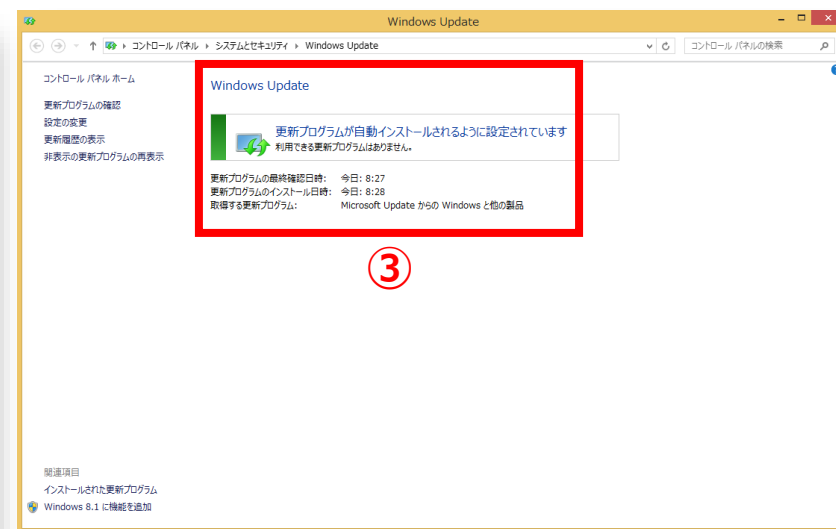 Windows Update
コントロール パネル ▸ システムとセキュリティ ▸ Windows Update
コントロール パネルの検索
コントロール パネル ホーム
更新プログラムの確認
設定の変更
更新履歴の表示
非表示の更新プログラムの再表示
Windows Update
更新プログラムが自動インストールされるように設定されています
利用できる更新プログラムはありません。
更新プログラムの最終確認日時: 今日: 8:27
更新プログラムのインストール日時: 今日: 8:28
取得する更新プログラム: Microsoft Update からの Windows と他の製品
③
関連項目
インストールされた更新プログラム
Windows 8.1 に機能を追加